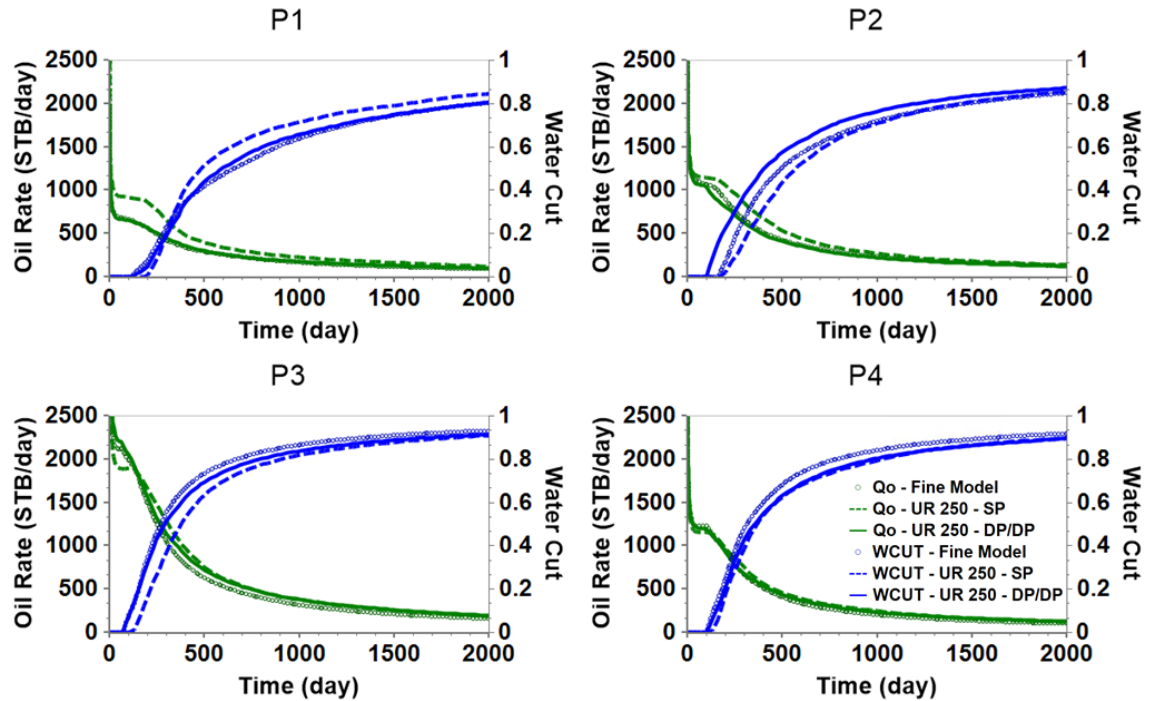 P1
P2
2500
2000
1500
1000
500
0
Oil Rate (STB/day)
1
0.8
0.6
0.4
0.2
0
Water Cut
0 500 1000 1500 2000
Time (day)
2500
2000
1500
1000
500
0
Oil Rate (STB/day)
1
0.8
0.6
0.4
0.2
0
Water Cut
0 500 1000 1500 2000
Time (day)
P3
P4
2500
2000
1500
1000
500
0
Oil Rate (STB/day)
1
0.8
0.6
0.4
0.2
0
Water Cut
0 500 1000 1500 2000
Time (day)
2500
2000
1500
1000
500
0
Oil Rate (STB/day)
Qo - Fine Model
Qo - UR 250 - SP
Qo - UR 250 - DP/DP
WCUT - Fine Model
WCUT - UR 250 - SP
WCUT - UR 250 - DP/DP
1
0.8
0.6
0.4
0.2
0
Water Cut
0 500 1000 1500 2000
Time (day)